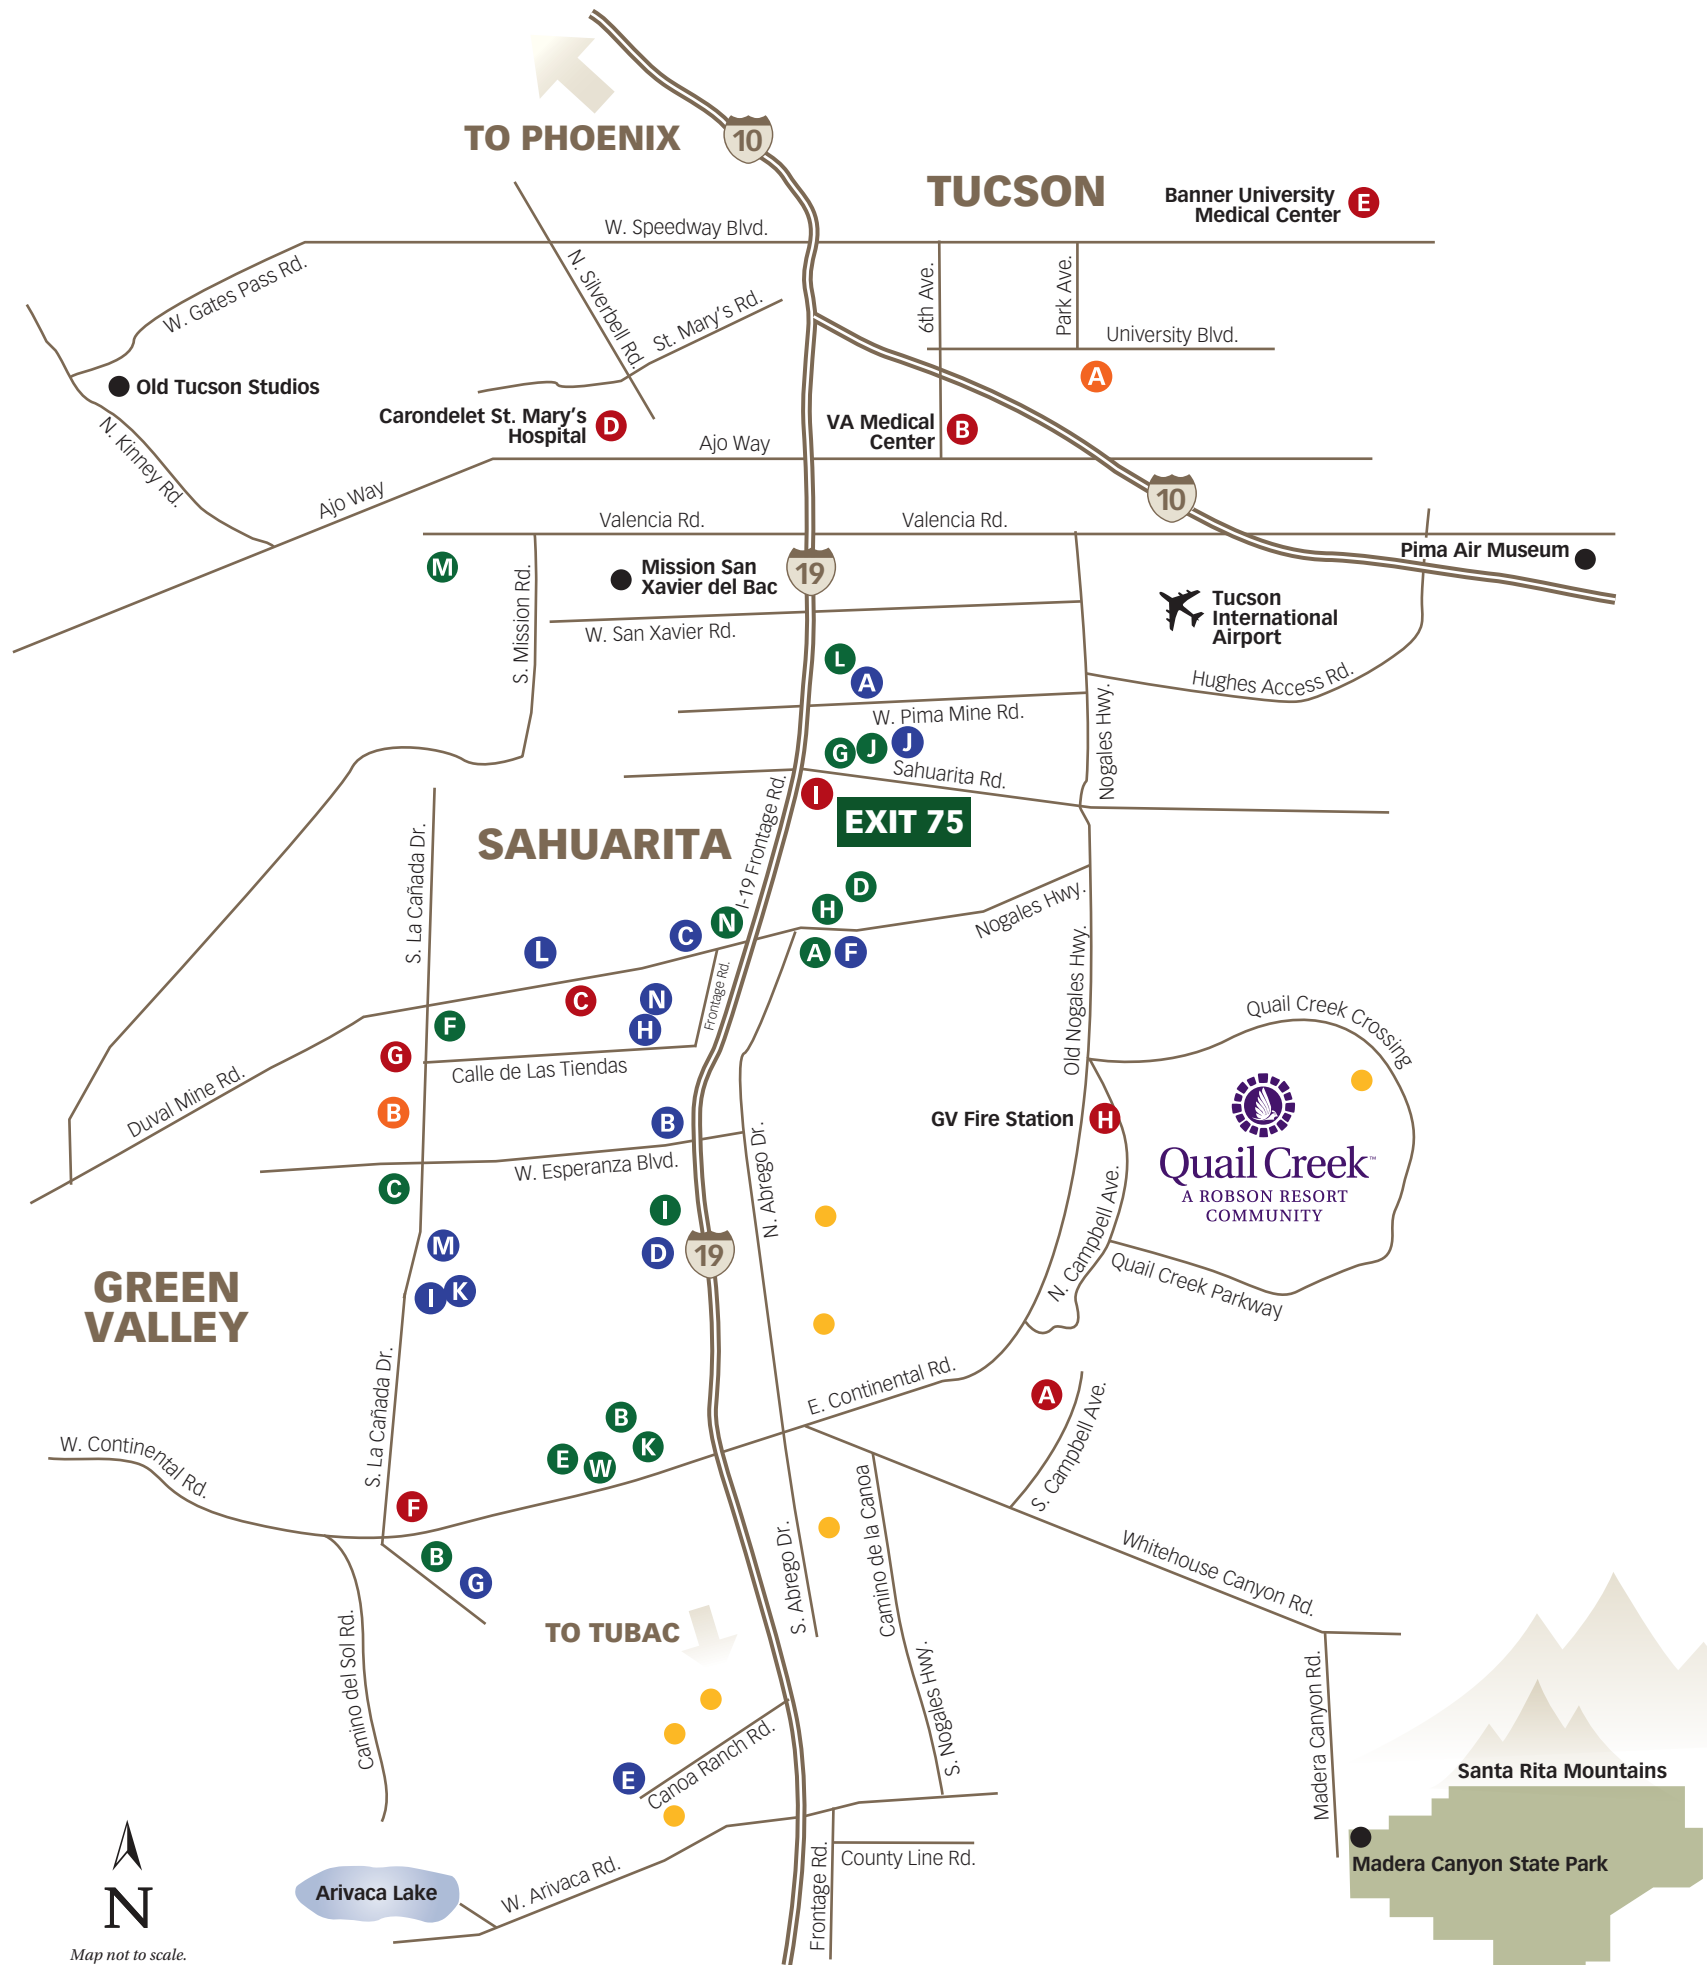 10
TO PHOENIX
TUCSON
Banner University
Medical Center
E
W. Speedway Blvd.
W. Gates Pass Rd.
N. Silverbell Rd.
St. Mary's Rd.
6th Ave.
Park Ave.
University Blvd.
A
Old Tucson Studios
Carondelet St. Mary's
Hospital
D
VA Medical
Center
B
N. Kinney Rd.
Ajo Way
Ajo Way
10
Valencia Rd.
Valencia Rd.
Pima Air Museum
M
S. Mission Rd.
Mission San
Xavier del Bac
19
Tucson
International
Airport
W. San Xavier Rd.
L
A
Hughes Access Rd.
W. Pima Mine Rd.
Nogales Hwy.
G
J
J
Sahuarita Rd.
I
EXIT 75
I-19 Frontage Rd.
SAHUARITA
S. La Cañada Dr.
D
H
N
C
Nogales Hwy.
L
A
F
Old Nogales Hwy.
C
N
H
Frontage Rd.
F
G
Calle de Las Tiendas
Quail Creek Crossing
Duval Mine Rd.
B
B
GV Fire Station
H
Quail Creek™
A ROBSON RESORT
COMMUNITY
W. Esperanza Blvd.
N. Abrego Dr.
C
I
M
D
19
N. Campbell Ave.
Quail Creek Parkway
GREEN
VALLEY
I
K
S. La Cañada Dr.
E. Continental Rd.
A
S. Campbell Ave.
B
K
E
W
W. Continental Rd.
F
B
G
S. Abrego Dr.
Camino de la Canoa
Whitehouse Canyon Rd.
Camino del Sol Rd.
TO TUBAC
S. Nogales Hwy.
Madera Canyon Rd.
E
Canoa Ranch Rd.
Santa Rita Mountains
Madera Canyon State Park
County Line Rd.
Frontage Rd.
W. Arivaca Rd.
Arivaca Lake
N
Map not to scale.